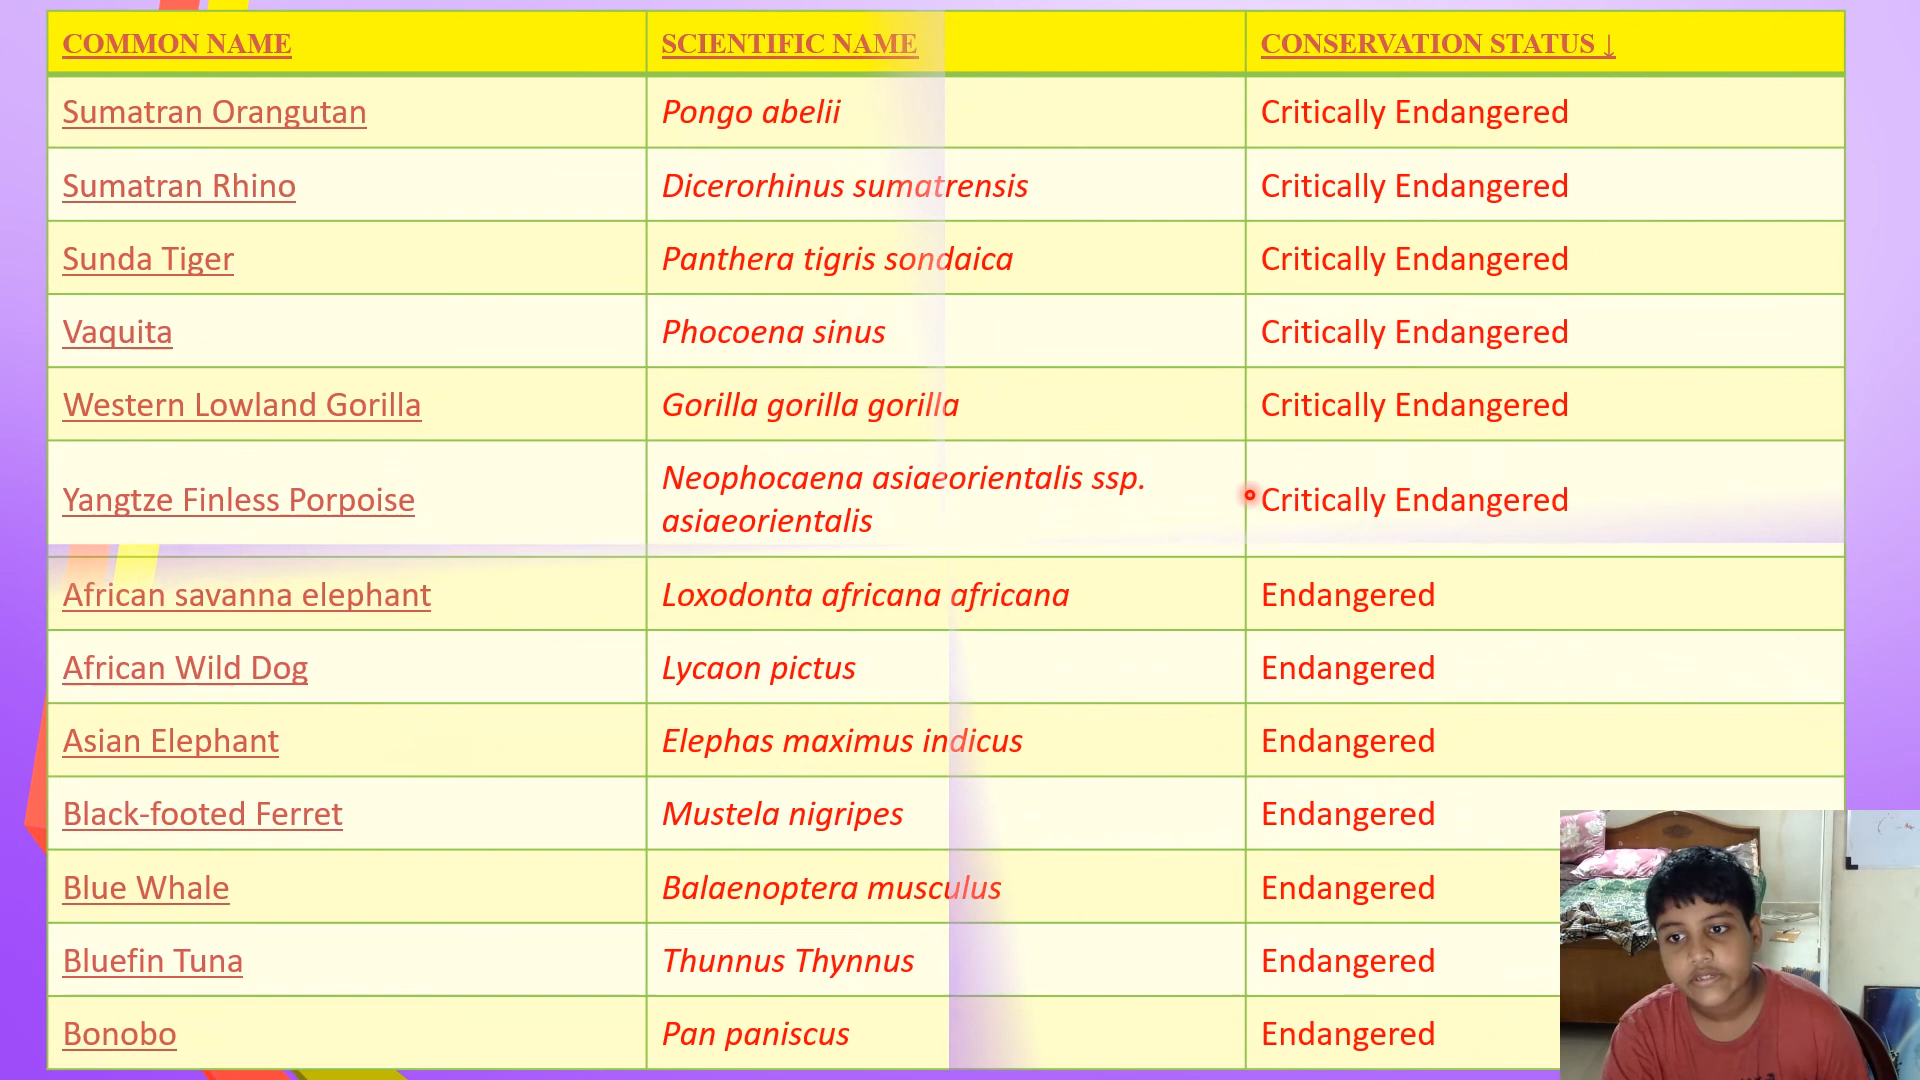 COMMON NAME SCIENTIFIC NAME CONSERVATION STATUS ↓
Sumatran Orangutan Pongo abelii Critically Endangered
Sumatran Rhino Dicerorhinus sumatrensis Critically Endangered
Sunda Tiger Panthera tigris sondaica Critically Endangered
Vaquita Phocoena sinus Critically Endangered
Western Lowland Gorilla Gorilla gorilla gorilla Critically Endangered
Yangtze Finless Porpoise Neophocaena asiaeorientalis ssp. Critically Endangered
asiaeorientalis
African savanna elephant Loxodonta africana africana Endangered
African Wild Dog Lycaon pictus Endangered
Asian Elephant Elephas maximus indicus Endangered
Black-footed Ferret Mustela nigripes Endangered
Blue Whale Balaenoptera musculus Endangered
Bluefin Tuna Thunnus Thynnus Endangered
Bonobo Pan paniscus Endangered